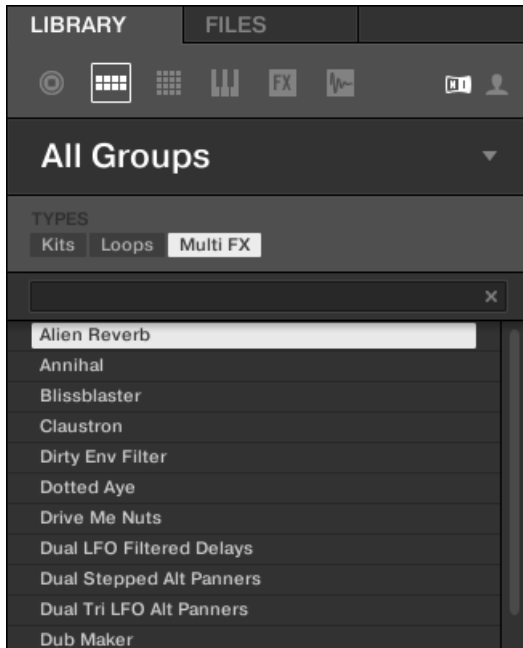 LIBRARY FILES
FX NI
All Groups
TYPES
Kits Loops Multi FX
Alien Reverb
Annihal
Blissblaster
Claustron
Dirty Env Filter
Dotted Aye
Drive Me Nuts
Dual LFO Filtered Delays
Dual Stepped Alt Panners
Dual Tri LFO Alt Panners
Dub Maker